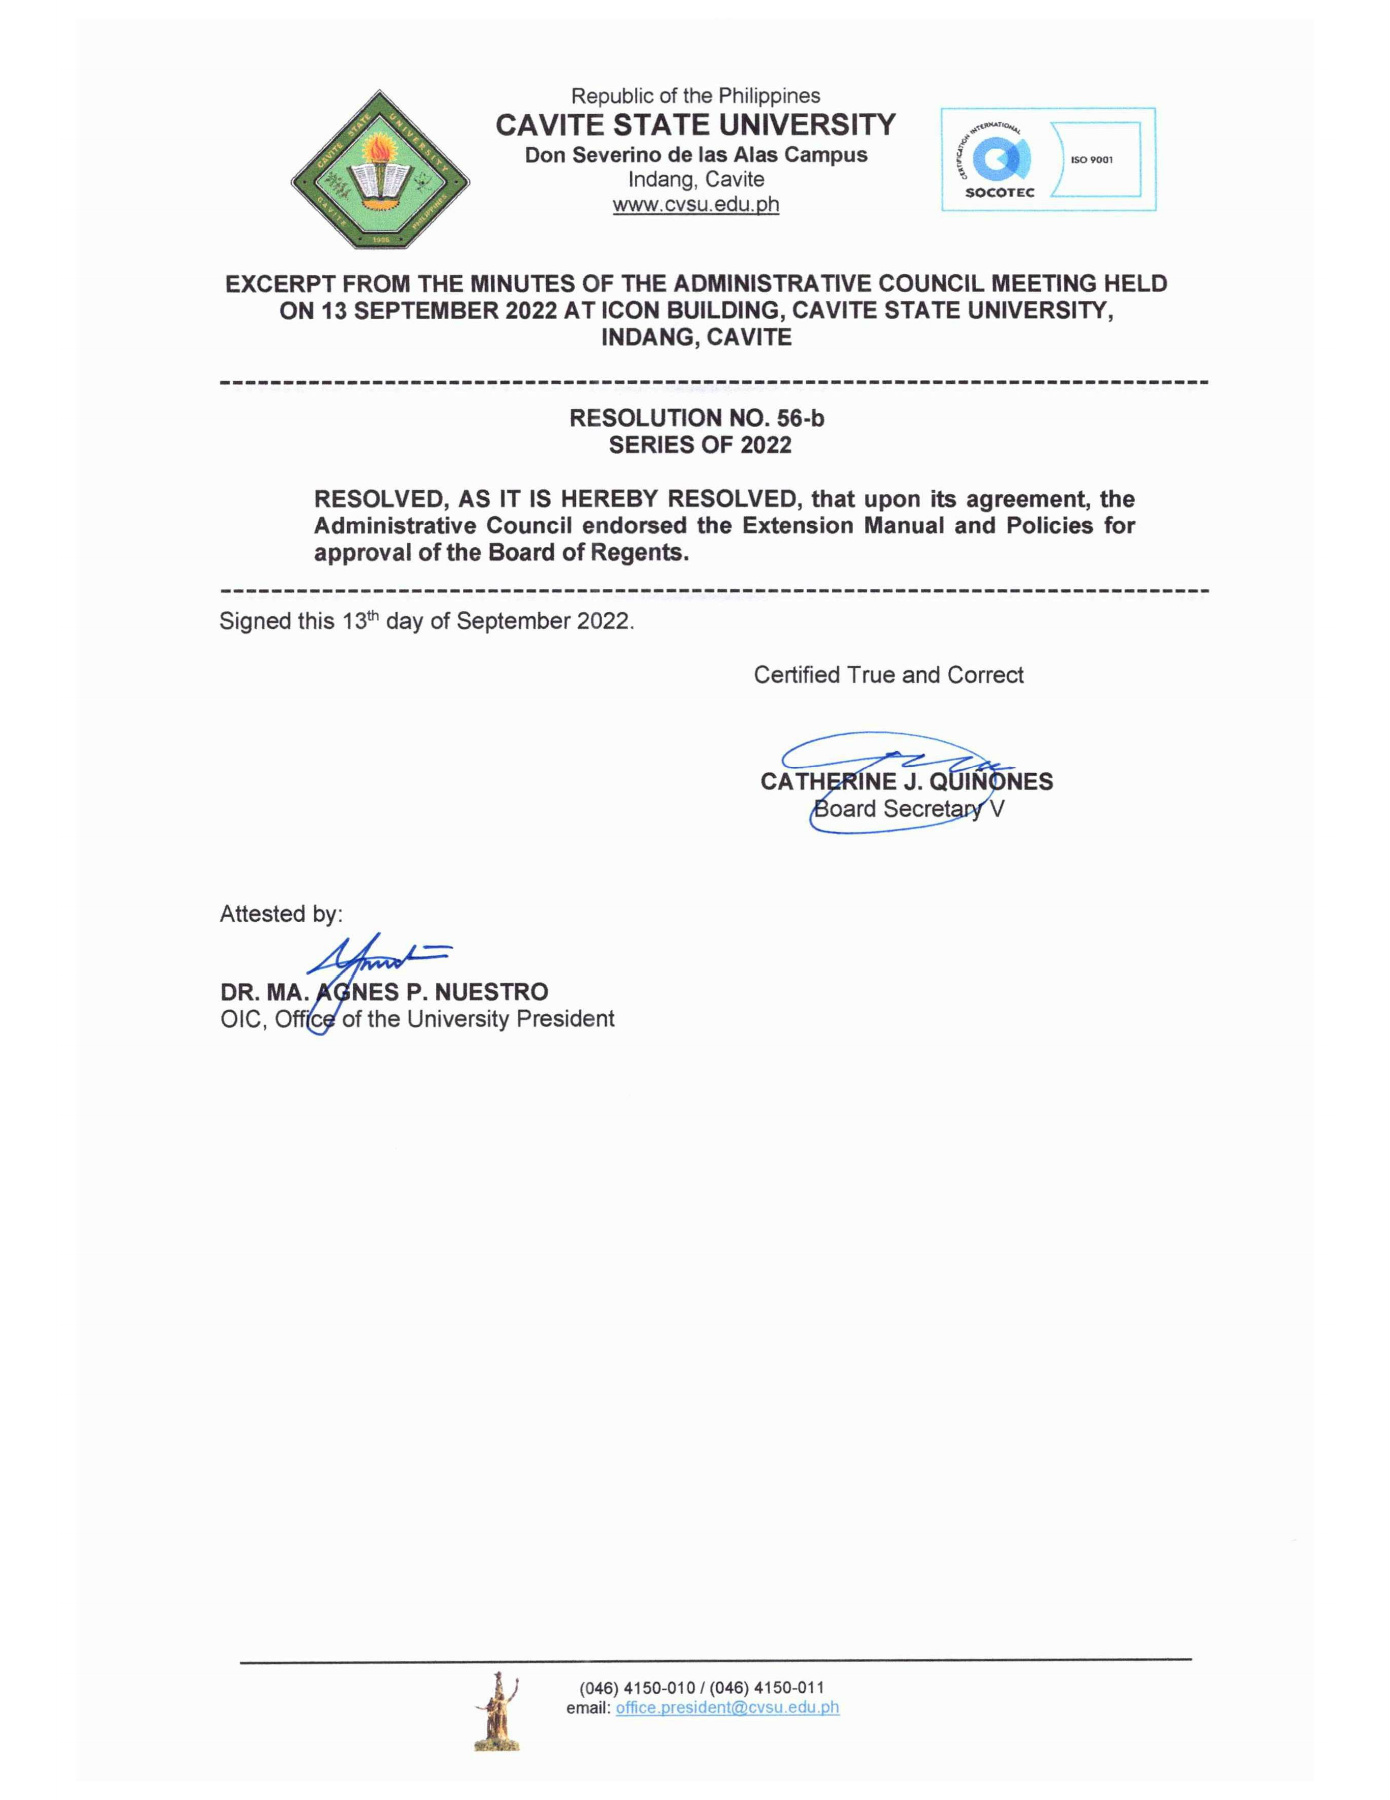 Republic of the Philippines
CAVITE STATE UNIVERSITY
Don Severino de las Alas Campus
Indang, Cavite
www.cvsu.edu.ph
CAVITE STATE UNIVERSITY
CAVITE
PHILIPPINES
1906
CERTIFICATION INTERNATIONAL
SOCOTEC
ISO 9001
EXCERPT FROM THE MINUTES OF THE ADMINISTRATIVE COUNCIL MEETING HELD
ON 13 SEPTEMBER 2022 AT ICON BUILDING, CAVITE STATE UNIVERSITY,
INDANG, CAVITE
RESOLUTION NO. 56-b
SERIES OF 2022
RESOLVED, AS IT IS HEREBY RESOLVED, that upon its agreement, the
Administrative Council endorsed the Extension Manual and Policies for
approval of the Board of Regents.
Signed this 13th day of September 2022.
Certified True and Correct
CATHERINE J. QUIÑONES
Board Secretary V
Attested by:
DR. MA. AGNES P. NUESTRO
OIC, Office of the University President
(046) 4150-010 / (046) 4150-011
email: office.president@cvsu.edu.ph